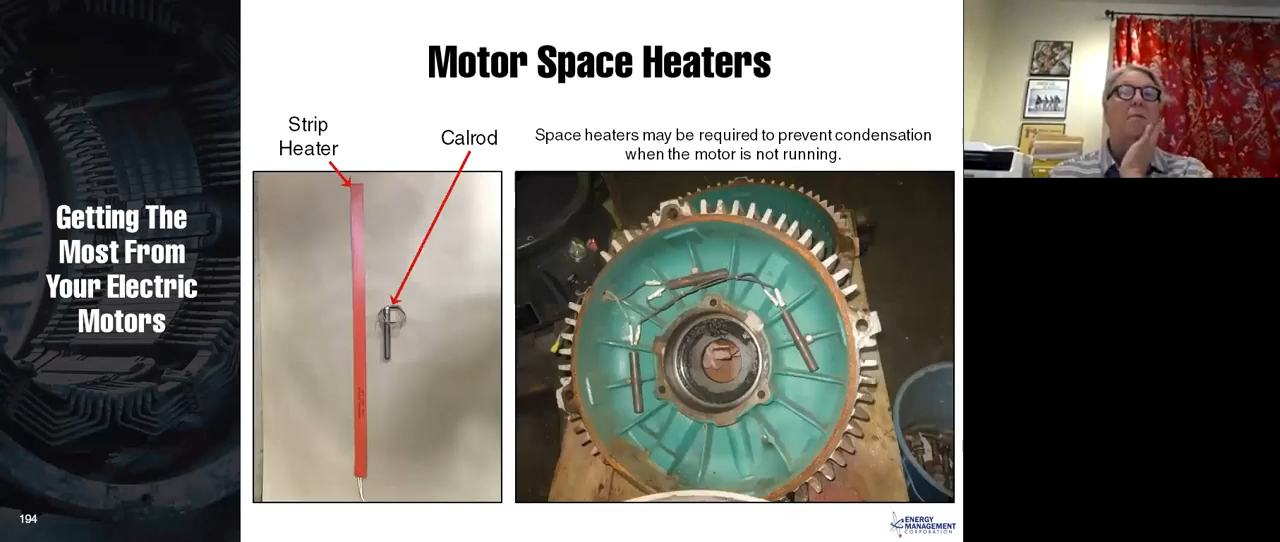 Motor Space Heaters
Strip
Heater
Calrod
Space heaters may be required to prevent condensation
when the motor is not running.
Getting The
Most From
Your Electric
Motors
194
ENERGY
MANAGEMENT
CORPORATION